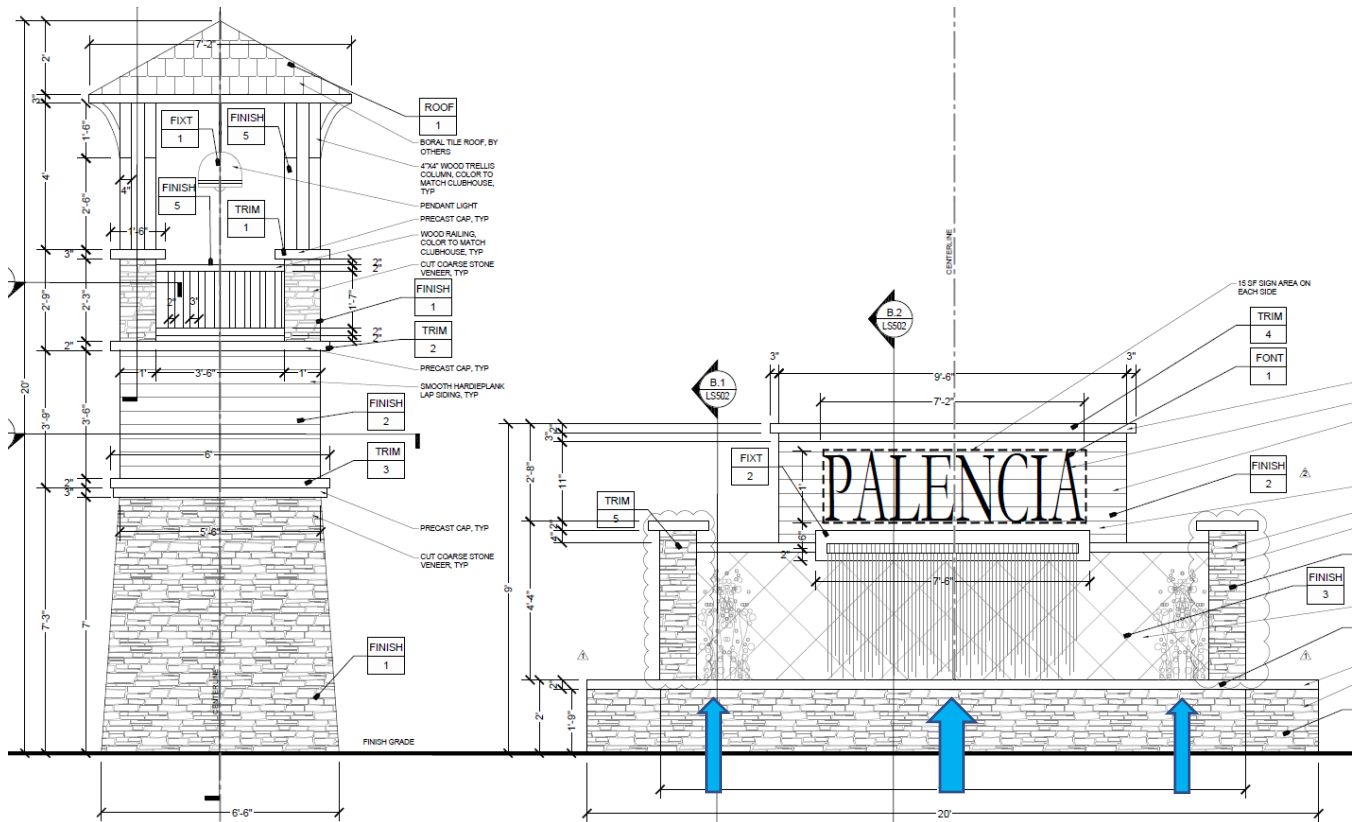 7'-2"
2'
3"
ROOF
1
FIXT
1
FINISH
5
BORAL TILE ROOF, BY
OTHERS
1'-6"
4'
4"X4" WOOD TRELLIS
COLUMN, COLOR TO
MATCH CLUBHOUSE,
TYP
4"
FINISH
5
2'-6"
TRIM
1
PENDANT LIGHT
PRECAST CAP, TYP
1'-6"
WOOD RAILING,
COLOR TO MATCH
CLUBHOUSE, TYP
3"
2"
2"
CUT COARSE STONE
VENEER, TYP
2'-9"
2'-3"
2"
3"
1'-7"
FINISH
1
2"
2"
TRIM
2
2"
PRECAST CAP, TYP
1'
3'-6"
1'
SMOOTH HARDIEPLANK
LAP SIDING, TYP
20'
3'-9"
3'-6"
FINISH
2
6'
TRIM
3
2"
3"
PRECAST CAP, TYP
5'-6"
CUT COARSE STONE
VENEER, TYP
7'-3"
7'
FINISH
1
CENTERLINE
FINISH GRADE
6'-6"
CENTERLINE
15 SF SIGN AREA ON
EACH SIDE
B.2
LS502
TRIM
4
FONT
1
B.1
LS502
3"
9'-6"
3"
7'-2"
3"
2"
FIXT
2
PALENCIA
1'
FINISH
2
2
2'-8"
11"
TRIM
5
2"
4"
6"
2"
7'-6"
FINISH
3
9'
4'-4"
1
1
2"
2'
1'-9"
20'